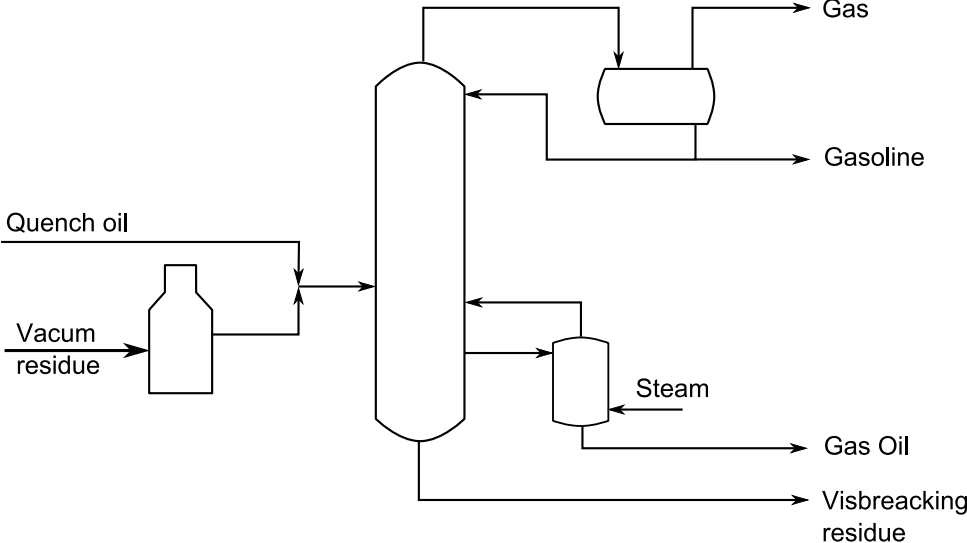 Gas
Gasoline
Quench oil
Vacum
residue
Steam
Gas Oil
Visbreacking
residue